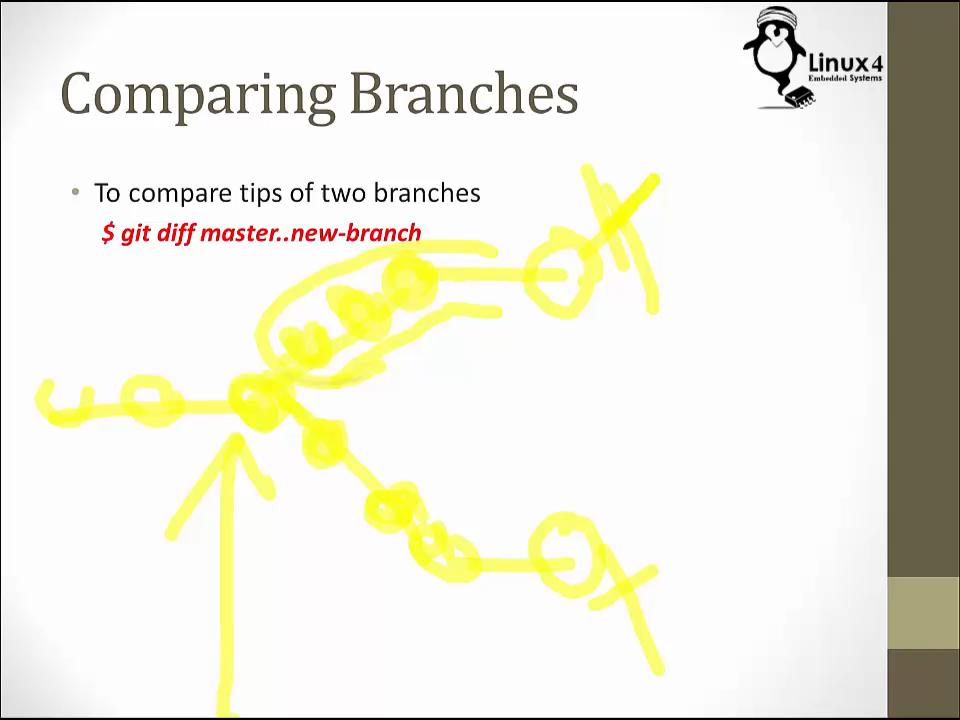 Linux 4
Embedded Systems
Comparing Branches
• To compare tips of two branches
$ git diff master..new-branch